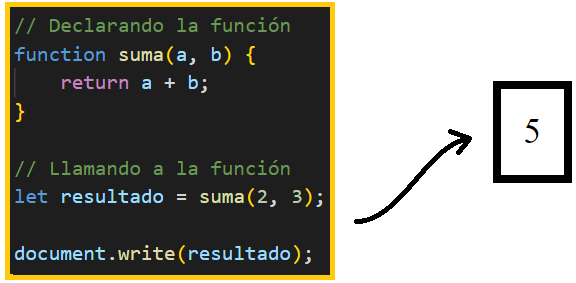 // Declarando la función
function suma(a, b) {
    return a + b;
}
// Llamando a la función
let resultado = suma(2, 3);
document.write(resultado);
5